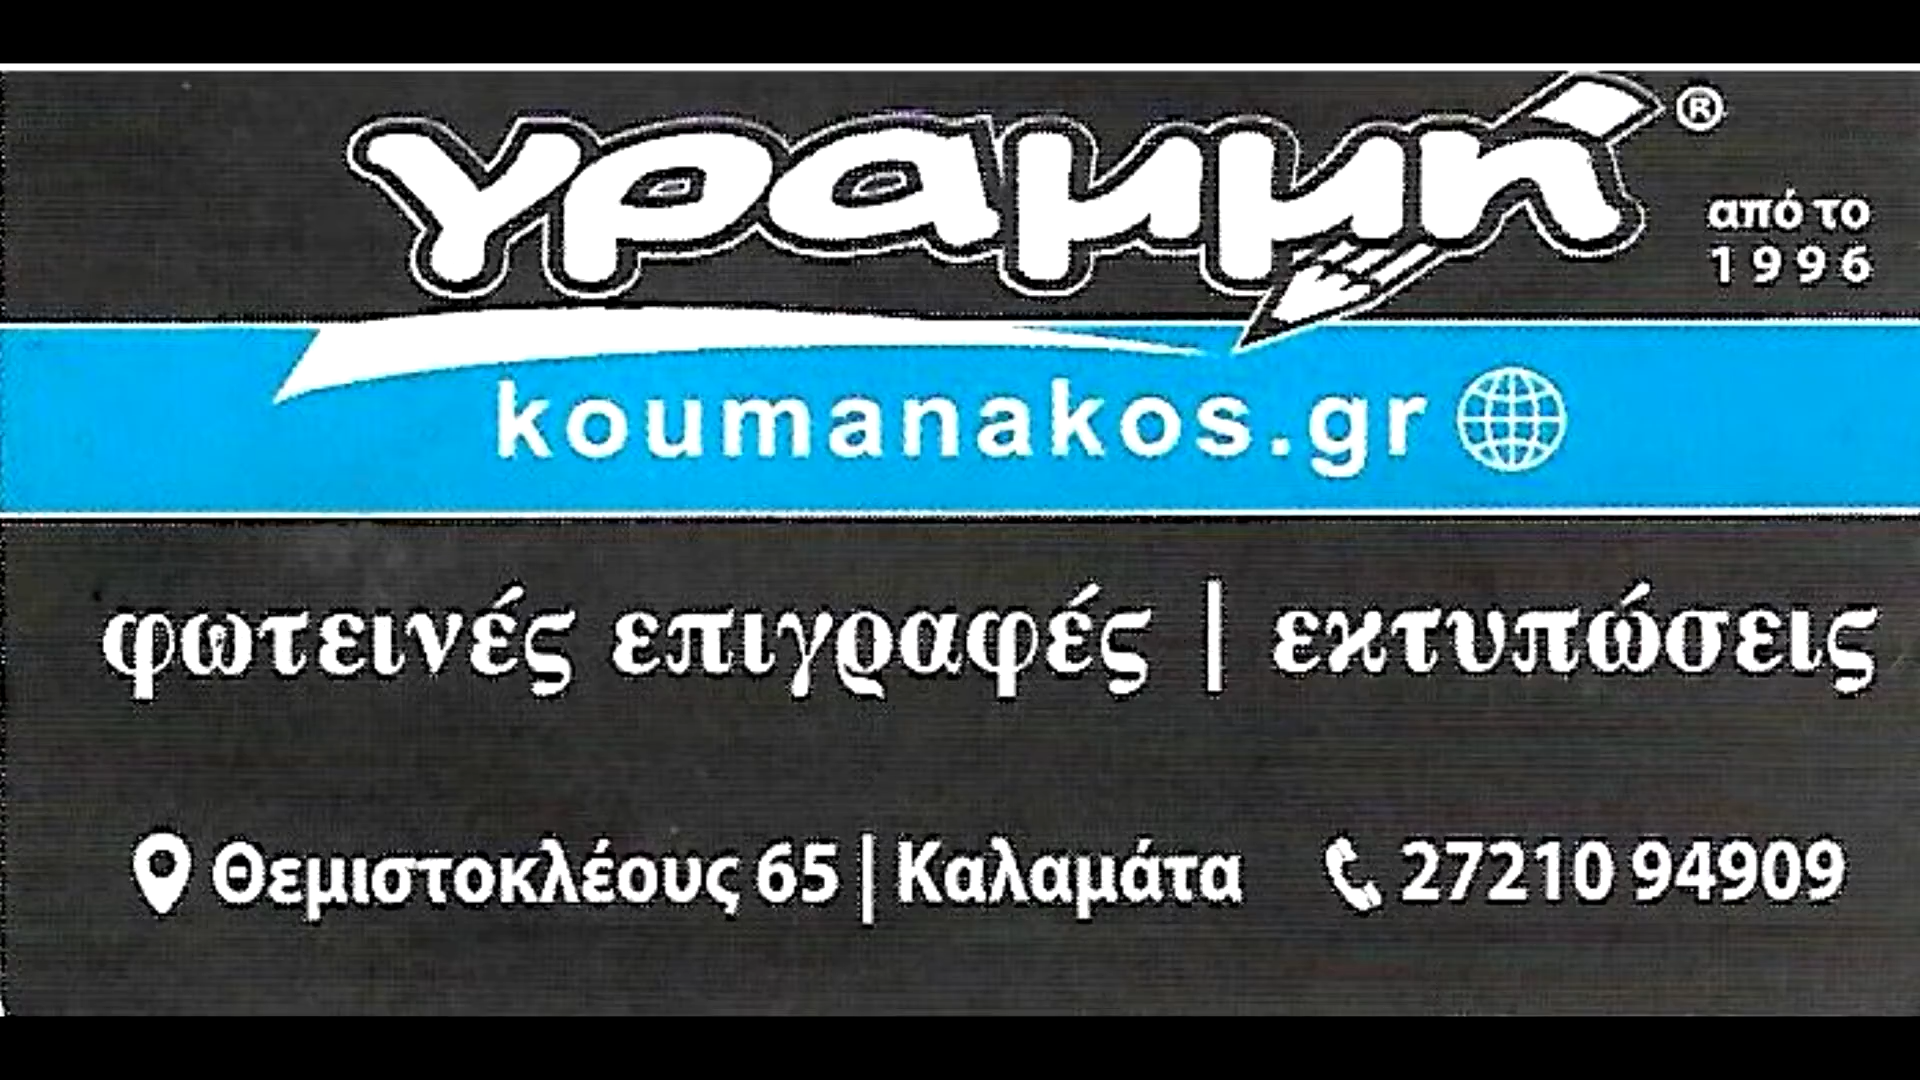 γραμμή®
από το
1996
koumanakos.gr
φωτεινές επιγραφές | εκτυπώσεις
Θεμιστοκλέους 65 | Καλαμάτα 27210 94909